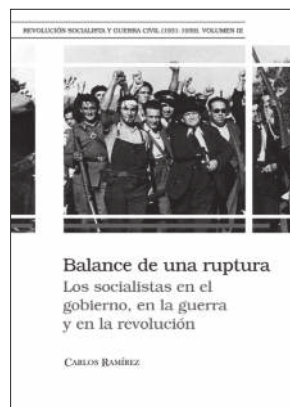 REVOLUCIÓN SOCIALISTA Y GUERRA CIVIL (1931-1939). VOLUMEN III
Balance de una ruptura
Los socialistas en el
gobierno, en la guerra
y en la revolución
CARLOS RAMÍREZ